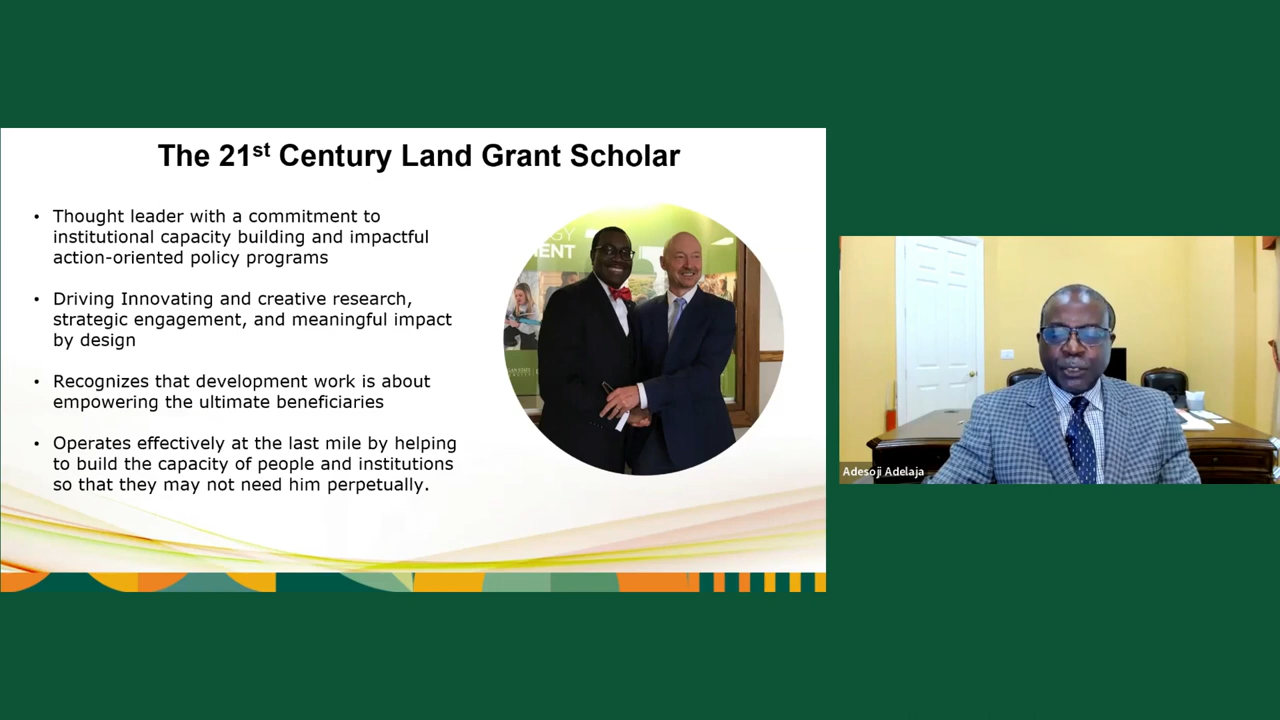 The 21st Century Land Grant Scholar
• Thought leader with a commitment to
institutional capacity building and impactful
action-oriented policy programs
• Driving Innovating and creative research,
strategic engagement, and meaningful impact
by design
• Recognizes that development work is about
empowering the ultimate beneficiaries
• Operates effectively at the last mile by helping
to build the capacity of people and institutions
so that they may not need him perpetually.
Adesoji Adelaja